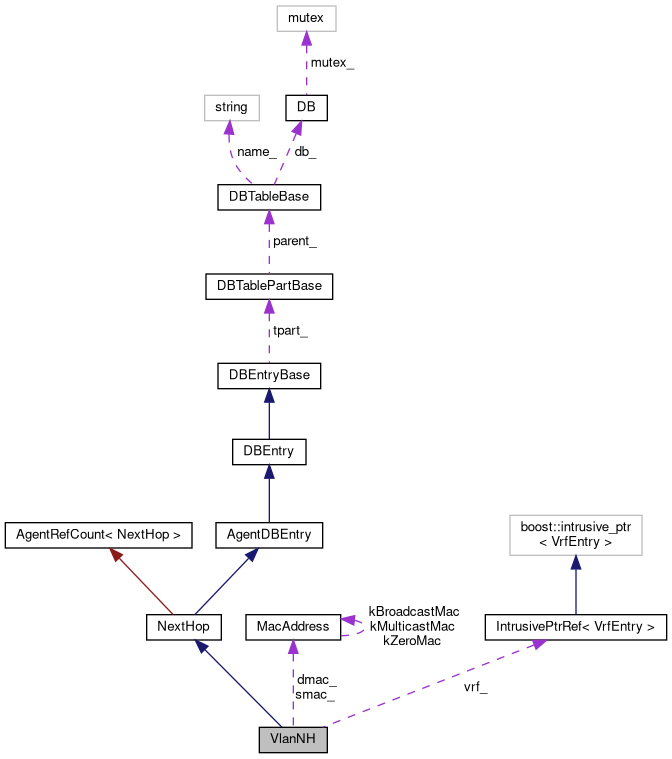 mutex
mutex_
string
DB
name_
db_
DBTableBase
parent_
DBTablePartBase
tpart_
DBEntryBase
DBEntry
AgentRefCount< NextHop >
AgentDBEntry
boost::intrusive_ptr
< VrfEntry >
NextHop
MacAddress
kBroadcastMac
kMulticastMac
kZeroMac
IntrusivePtrRef< VrfEntry >
dmac_
smac_
vrf_
VlanNH